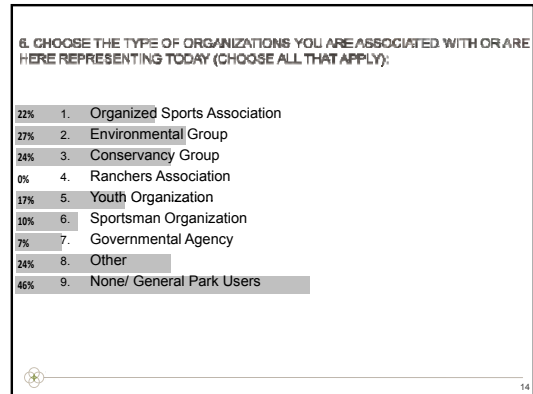 6. CHOOSE THE TYPE OF ORGANIZATIONS YOU ARE ASSOCIATED WITH OR ARE
HERE REPRESENTING TODAY (CHOOSE ALL THAT APPLY):
22% 1. Organized Sports Association
27% 2. Environmental Group
24% 3. Conservancy Group
0% 4. Ranchers Association
17% 5. Youth Organization
10% 6. Sportsman Organization
7% 7. Governmental Agency
24% 8. Other
46% 9. None/ General Park Users
14